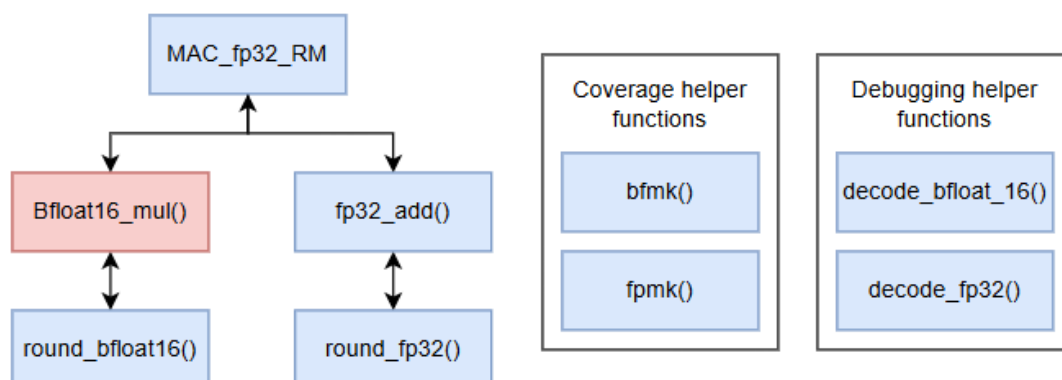 MAC_fp32_RM
Bfloat16_mul()
fp32_add()
round_bfloat16()
round_fp32()
Coverage helper
functions
bfmk()
fpmk()
Debugging helper
functions
decode_bfloat_16()
decode_fp32()